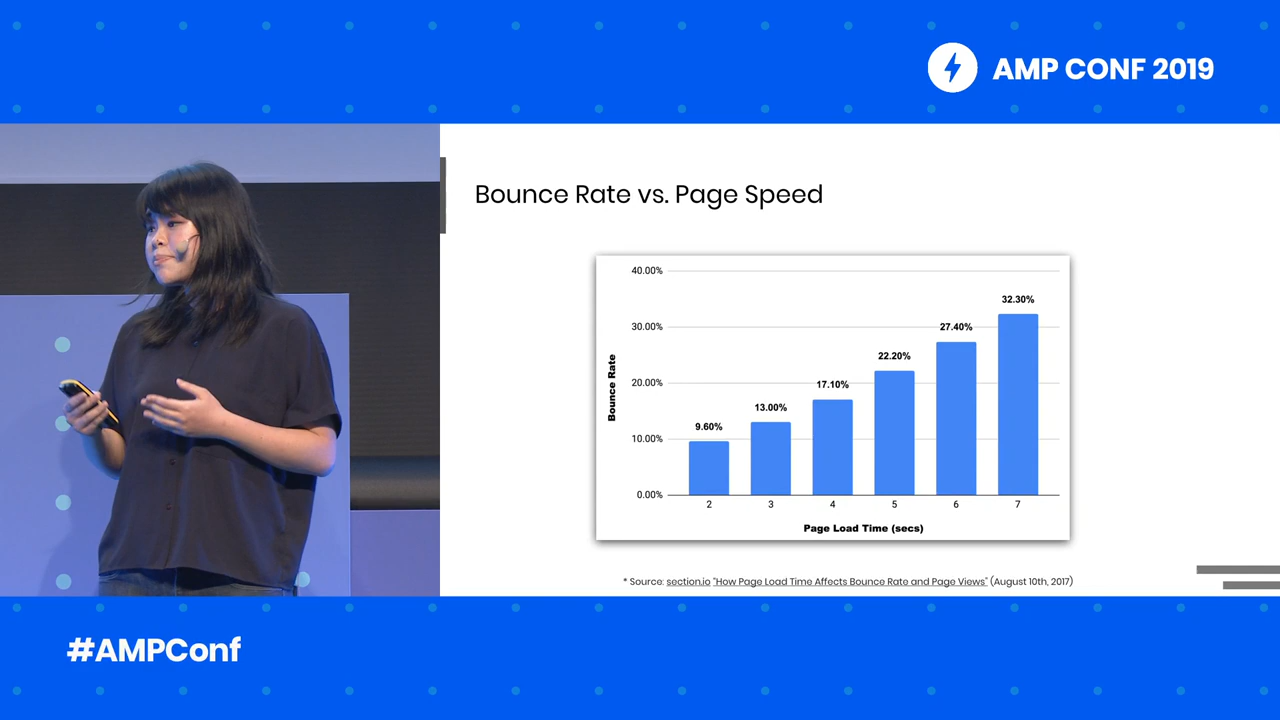 AMP CONF 2019
Bounce Rate vs. Page Speed
40.00%
30.00%
20.00%
10.00%
0.00%
Bounce Rate
9.60%
13.00%
17.10%
22.20%
27.40%
32.30%
2 3 4 5 6 7
Page Load Time (secs)
* Source: section.io "How Page Load Time Affects Bounce Rate and Page Views" (August 10th, 2017)
#AMPConf